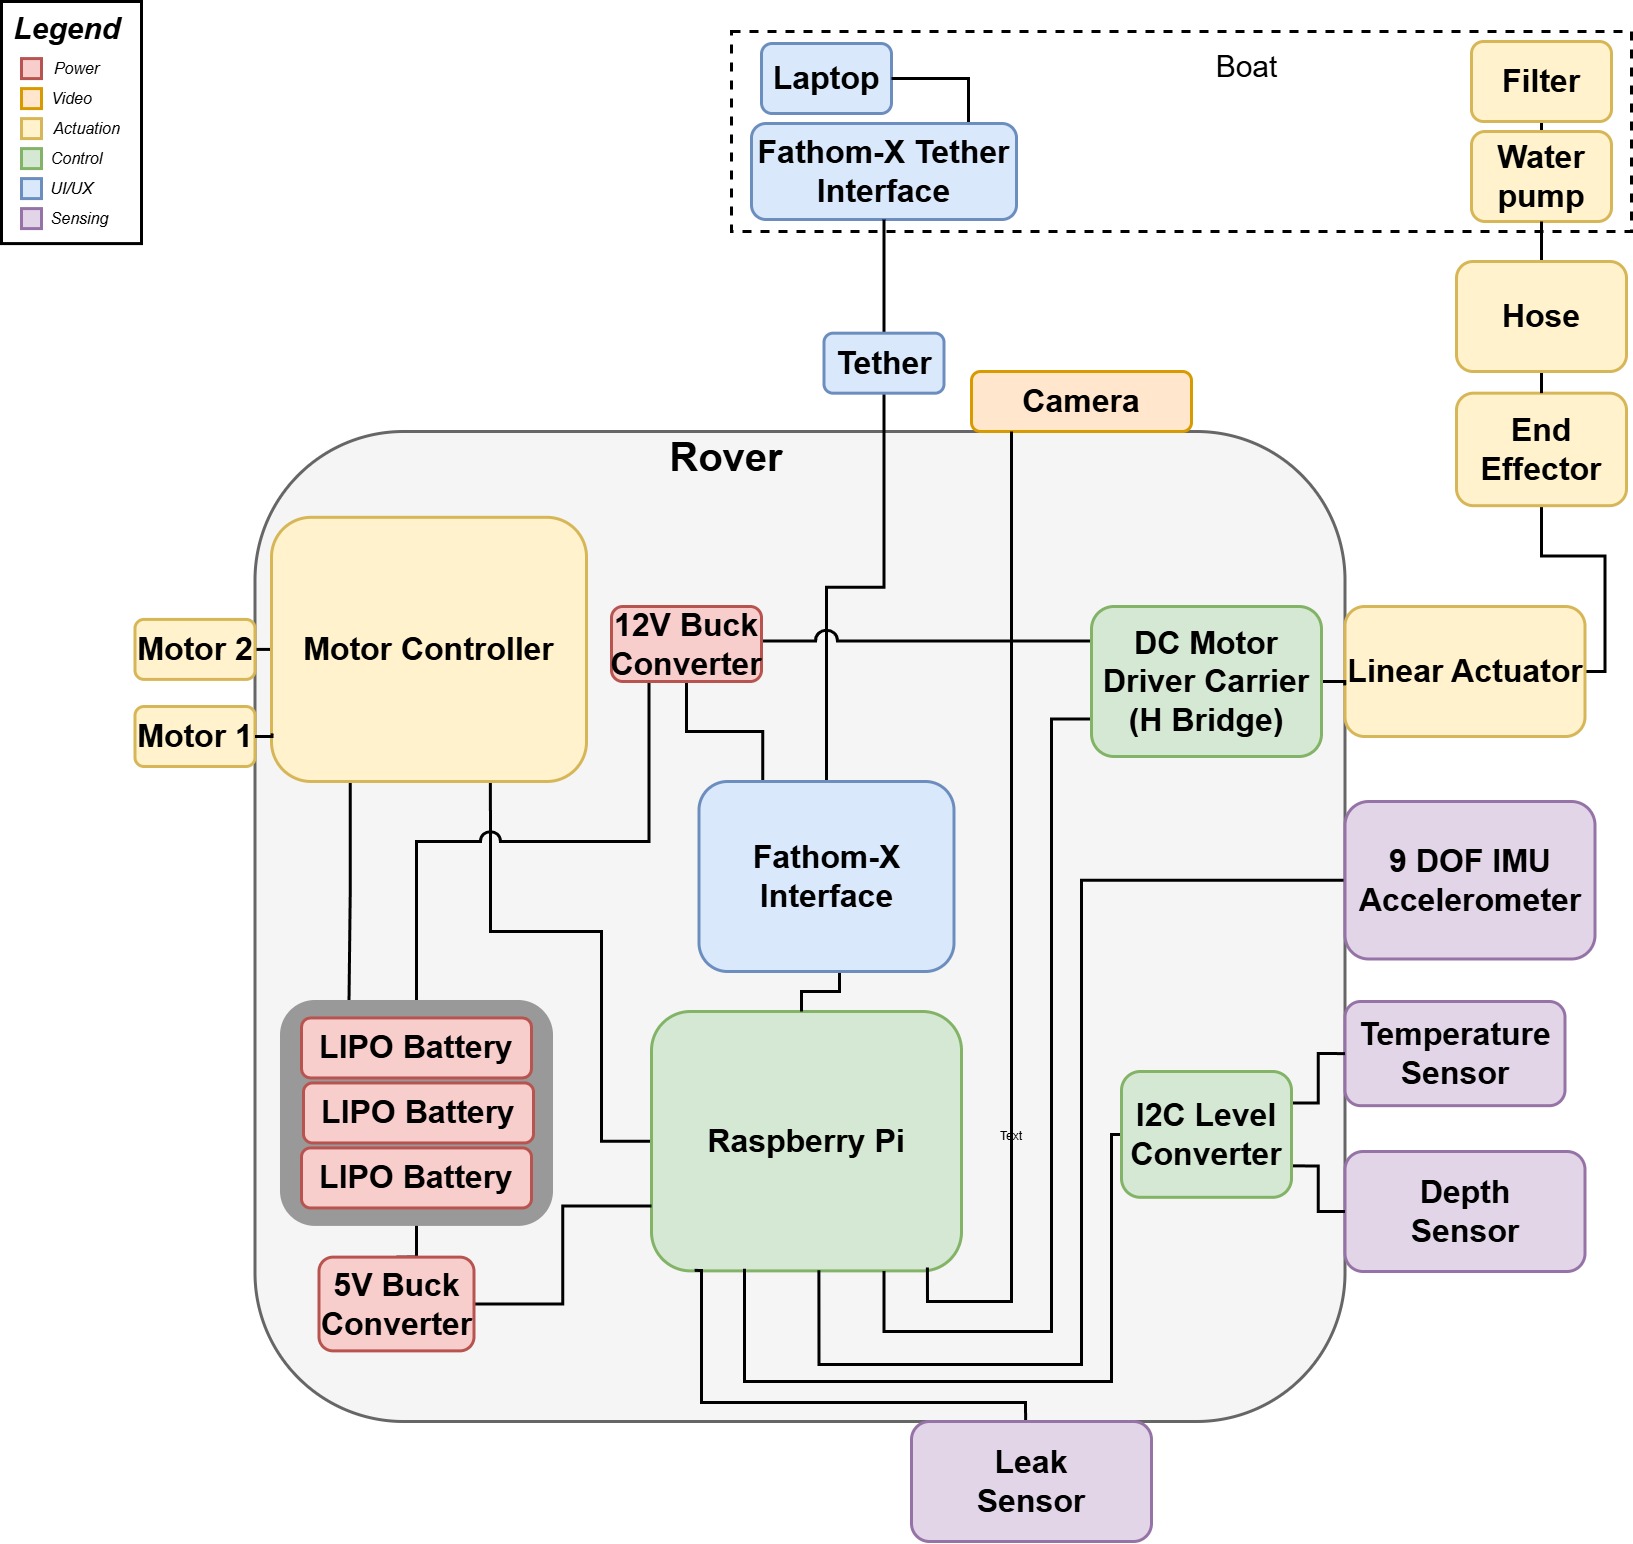 Legend
Power
Video
Actuation
Control
UI/UX
Sensing
Boat
Laptop
Fathom-X Tether
Interface
Filter
Water
pump
Hose
Tether
Camera
End
Effector
Rover
Motor 2
Motor 1
Motor Controller
12V Buck
Converter
DC Motor
Driver Carrier
(H Bridge)
Linear Actuator
Fathom-X
Interface
9 DOF IMU
Accelerometer
LIPO Battery
LIPO Battery
LIPO Battery
Raspberry Pi
Text
I2C Level
Converter
Temperature
Sensor
Depth
Sensor
5V Buck
Converter
Leak
Sensor